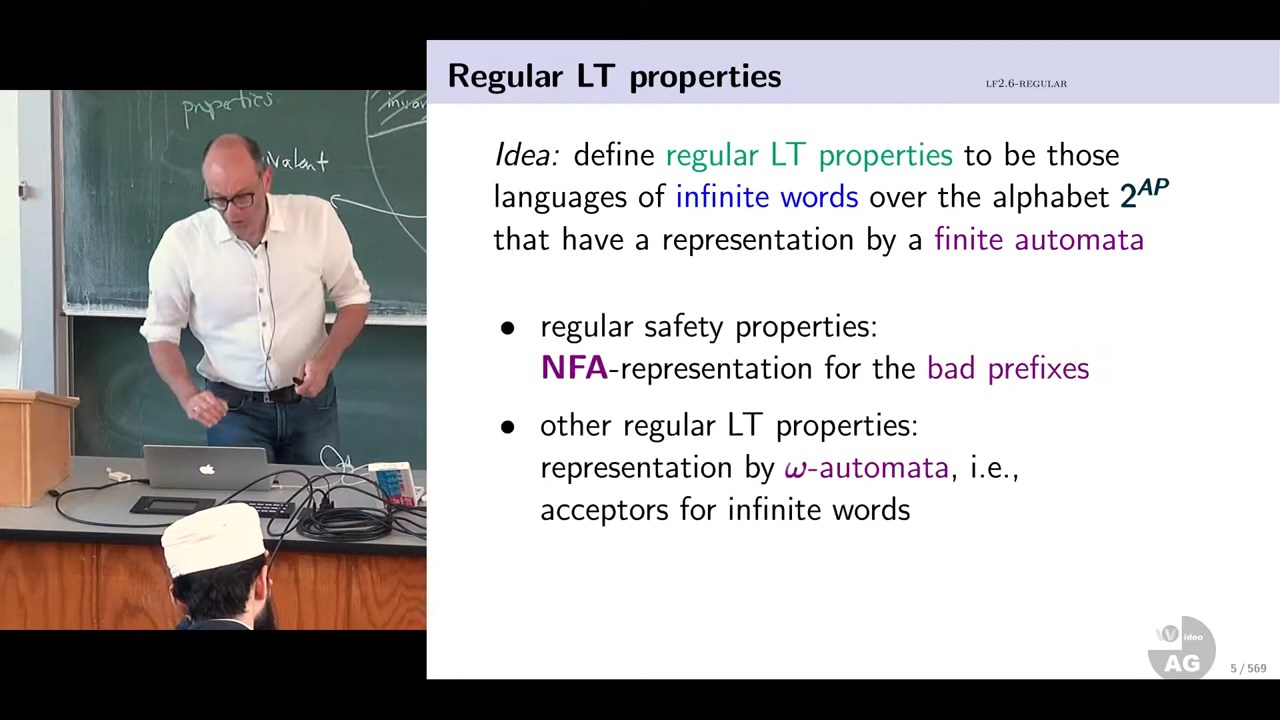 Regular LT properties
LF2.6-REGULAR
Idea: define regular LT properties to be those
languages of infinite words over the alphabet 2^AP
that have a representation by a finite automata
• regular safety properties:
NFA-representation for the bad prefixes
• other regular LT properties:
representation by ω-automata, i.e.,
acceptors for infinite words
5 / 569
properties
Video
AG